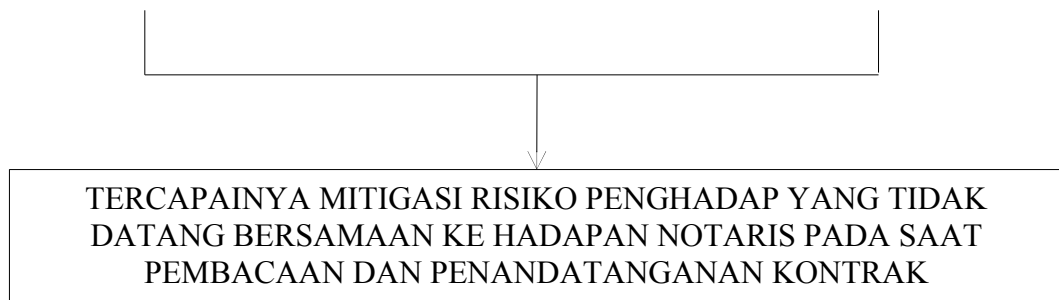 TERCAPAINYA MITIGASI RISIKO PENGHADAP YANG TIDAK
DATANG BERSAMAAN KE HADAPAN NOTARIS PADA SAAT
PEMBACAAN DAN PENANDATANGANAN KONTRAK